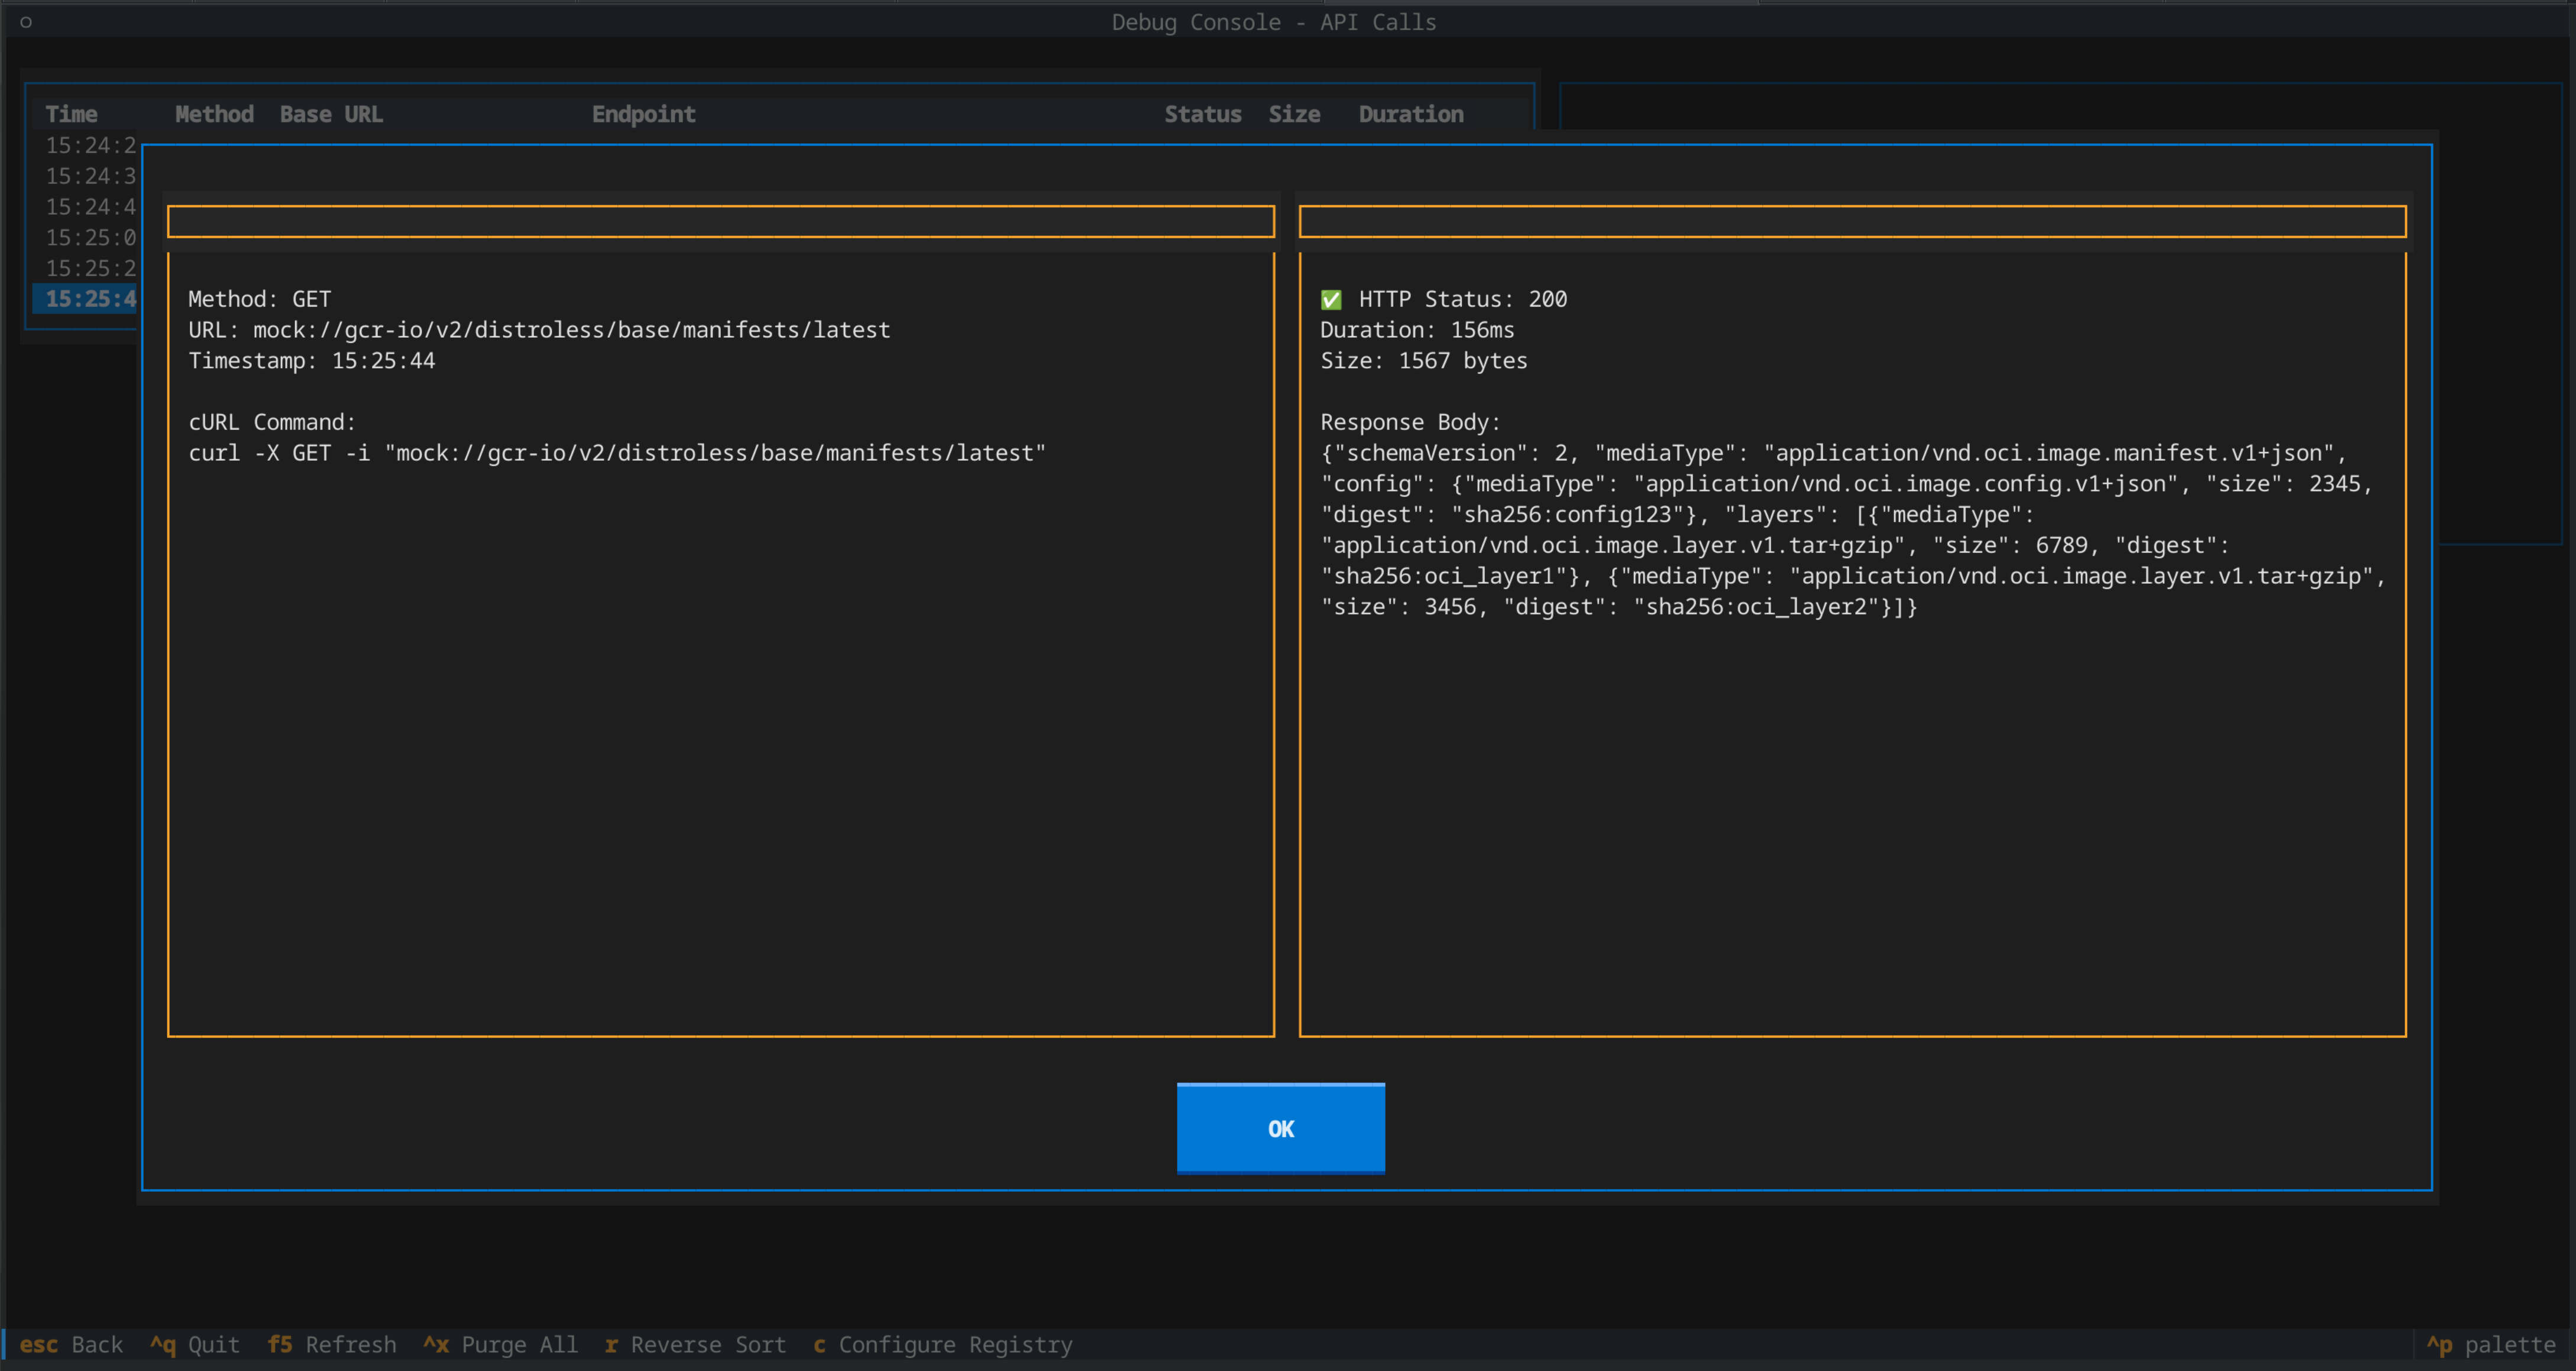 Debug Console - API Calls
Time Method Base URL Endpoint Status Size Duration
15:24:2
15:24:3
15:24:4
15:25:0
15:25:2
15:25:4
Method: GET
URL: mock://gcr-io/v2/distroless/base/manifests/latest
Timestamp: 15:25:44
cURL Command:
curl -X GET -i "mock://gcr-io/v2/distroless/base/manifests/latest"
✅ HTTP Status: 200
Duration: 156ms
Size: 1567 bytes
Response Body:
{"schemaVersion": 2, "mediaType": "application/vnd.oci.image.manifest.v1+json",
"config": {"mediaType": "application/vnd.oci.image.config.v1+json", "size": 2345,
"digest": "sha256:config123"}, "layers": [{"mediaType":
"application/vnd.oci.image.layer.v1.tar+gzip", "size": 6789, "digest":
"sha256:oci_layer1"}, {"mediaType": "application/vnd.oci.image.layer.v1.tar+gzip",
"size": 3456, "digest": "sha256:oci_layer2"}]}
OK
esc Back ^q Quit f5 Refresh ^x Purge All r Reverse Sort c Configure Registry ^p palette